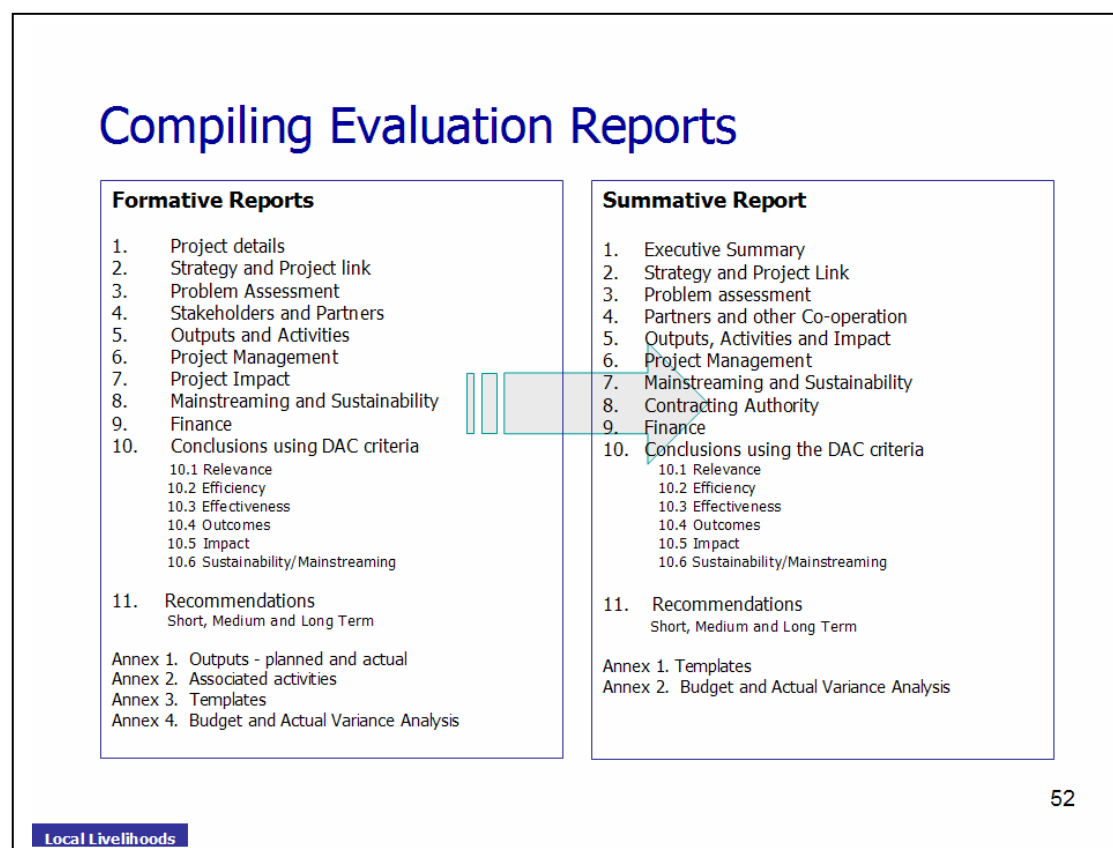 Compiling Evaluation Reports
Formative Reports
1. Project details
2. Strategy and Project link
3. Problem Assessment
4. Stakeholders and Partners
5. Outputs and Activities
6. Project Management
7. Project Impact
8. Mainstreaming and Sustainability
9. Finance
10. Conclusions using DAC criteria
10.1 Relevance
10.2 Efficiency
10.3 Effectiveness
10.4 Outcomes
10.5 Impact
10.6 Sustainability/Mainstreaming
11. Recommendations
Short, Medium and Long Term
Annex 1. Outputs - planned and actual
Annex 2. Associated activities
Annex 3. Templates
Annex 4. Budget and Actual Variance Analysis
Summative Report
1. Executive Summary
2. Strategy and Project Link
3. Problem assessment
4. Partners and other Co-operation
5. Outputs, Activities and Impact
6. Project Management
7. Mainstreaming and Sustainability
8. Contracting Authority
9. Finance
10. Conclusions using the DAC criteria
10.1 Relevance
10.2 Efficiency
10.3 Effectiveness
10.4 Outcomes
10.5 Impact
10.6 Sustainability/Mainstreaming
11. Recommendations
Short, Medium and Long Term
Annex 1. Templates
Annex 2. Budget and Actual Variance Analysis
52
Local Livelihoods